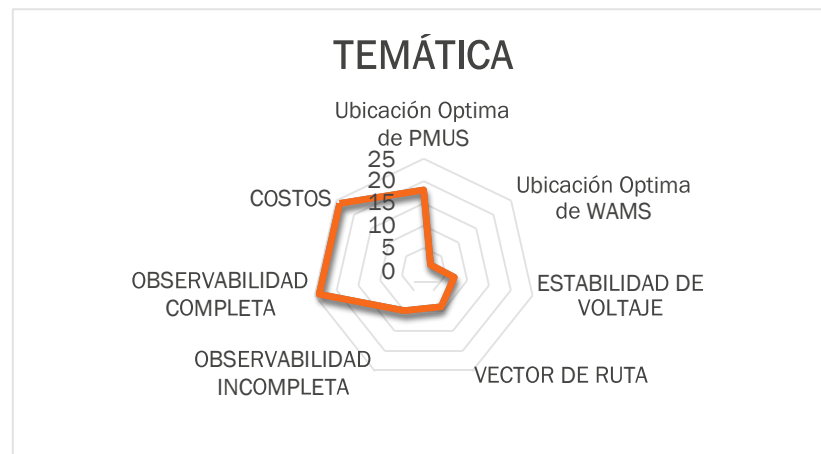 TEMÁTICA
Ubicación Optima
de PMUS
25
20
15
10
5
0
Ubicación Optima
de WAMS
ESTABILIDAD DE
VOLTAJE
VECTOR DE RUTA
OBSERVABILIDAD
INCOMPLETA
OBSERVABILIDAD
COMPLETA
COSTOS